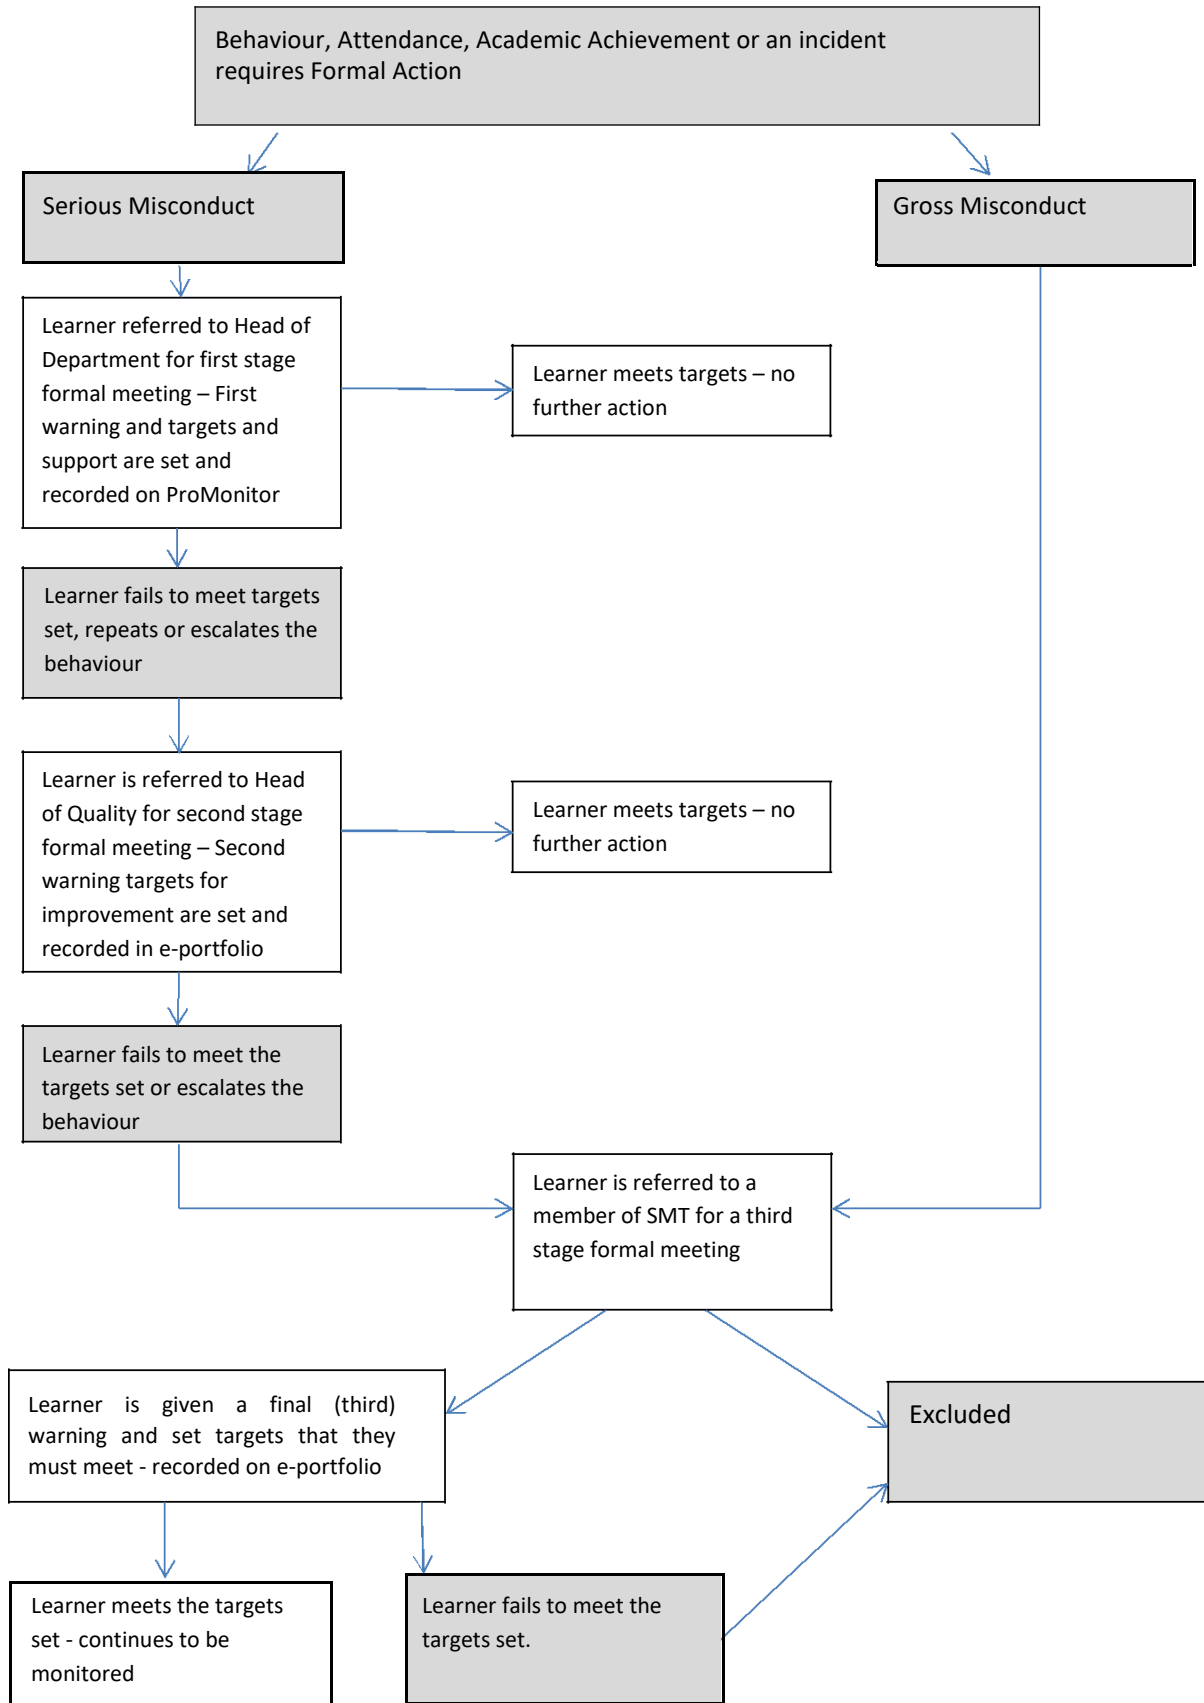 Behaviour, Attendance, Academic Achievement or an incident
requires Formal Action
Serious Misconduct
Gross Misconduct
Learner referred to Head of
Department for first stage
formal meeting – First
warning and targets and
support are set and
recorded on ProMonitor
Learner meets targets – no
further action
Learner fails to meet targets
set, repeats or escalates the
behaviour
Learner is referred to Head
of Quality for second stage
formal meeting – Second
warning targets for
improvement are set and
recorded in e-portfolio
Learner meets targets – no
further action
Learner fails to meet the
targets set or escalates the
behaviour
Learner is referred to a
member of SMT for a third
stage formal meeting
Learner is given a final (third)
warning and set targets that they
must meet - recorded on e-portfolio
Excluded
Learner meets the targets
set - continues to be
monitored
Learner fails to meet the
targets set.